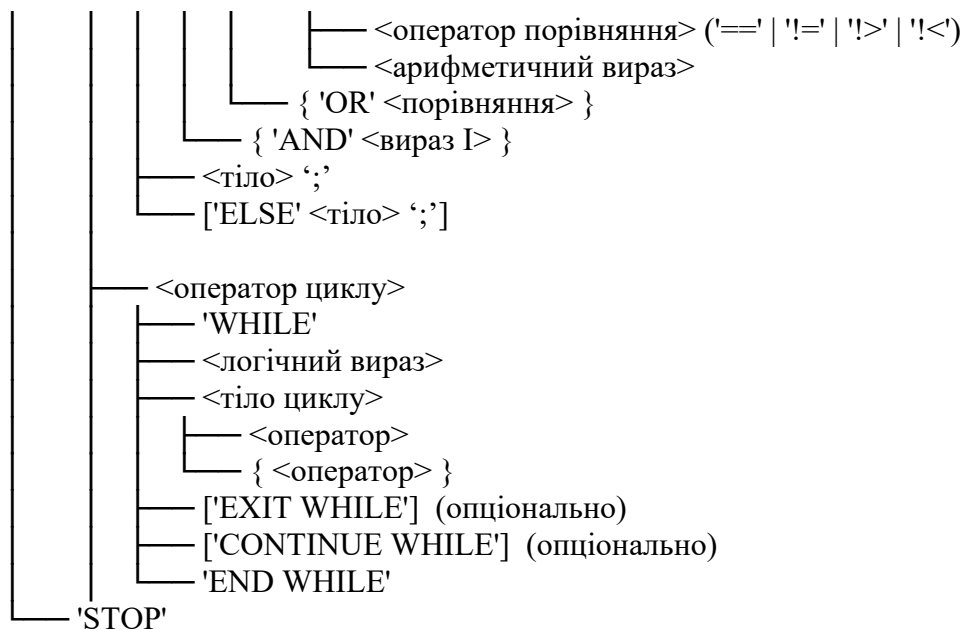 <оператор порівняння> ('==' | '!=' | '!>' | '!<')
<арифметичний вираз>
{ 'OR' <порівняння> }
{ 'AND' <вираз І> }
<тіло> ‘;’
['ELSE' <тіло> ‘;’]
<оператор циклу>
'WHILE'
<логічний вираз>
<тіло циклу>
<оператор>
{ <оператор> }
['EXIT WHILE'] (опціонально)
['CONTINUE WHILE'] (опціонально)
'END WHILE'
'STOP'